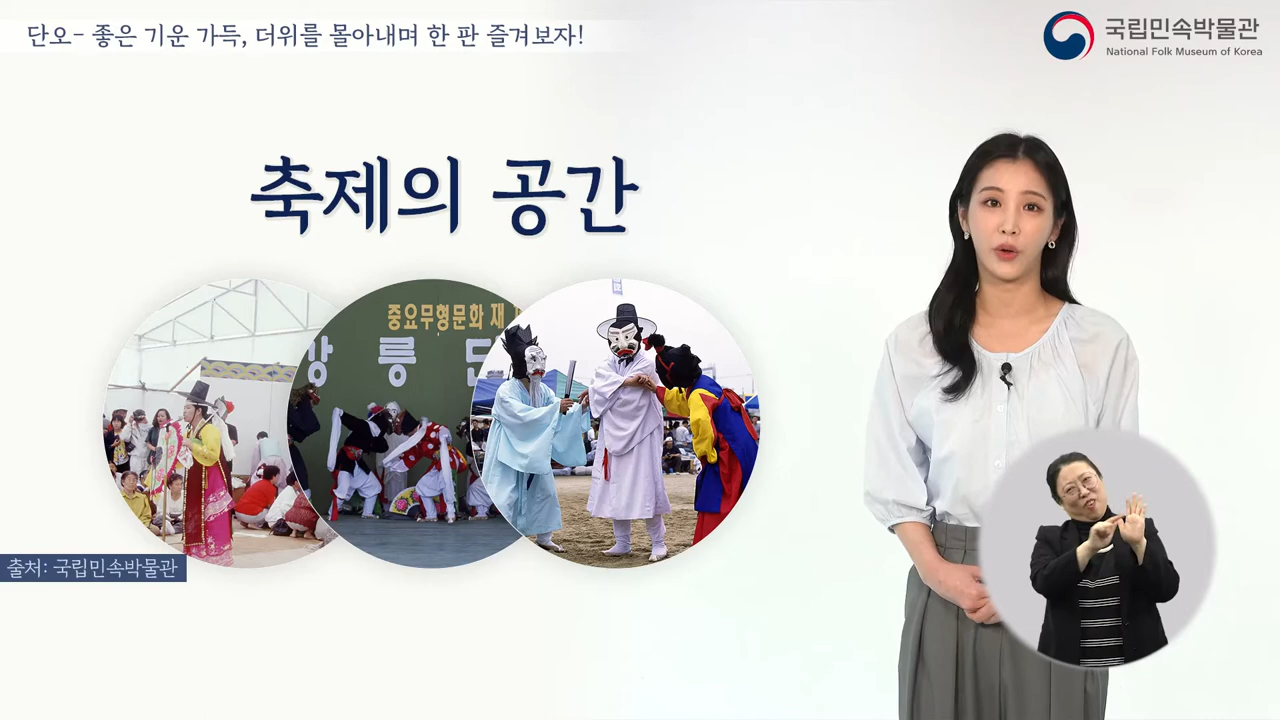 단오- 좋은 기운 가득, 더위를 몰아내며 한 판 즐겨보자!
국립민속박물관
National Folk Museum of Korea
축제의 공간
중요무형문화재
강릉
출처: 국립민속박물관